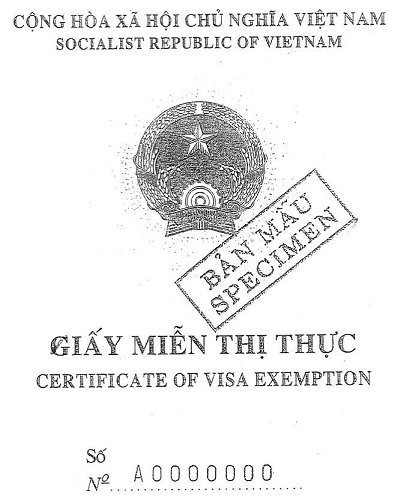 CỘNG HÒA XÃ HỘI CHỦ NGHĨA VIỆT NAM
SOCIALIST REPUBLIC OF VIETNAM
BẢN MẪU
SPECIMEN
GIẤY MIỄN THỊ THỰC
CERTIFICATE OF VISA EXEMPTION
Số
Nº A0000000